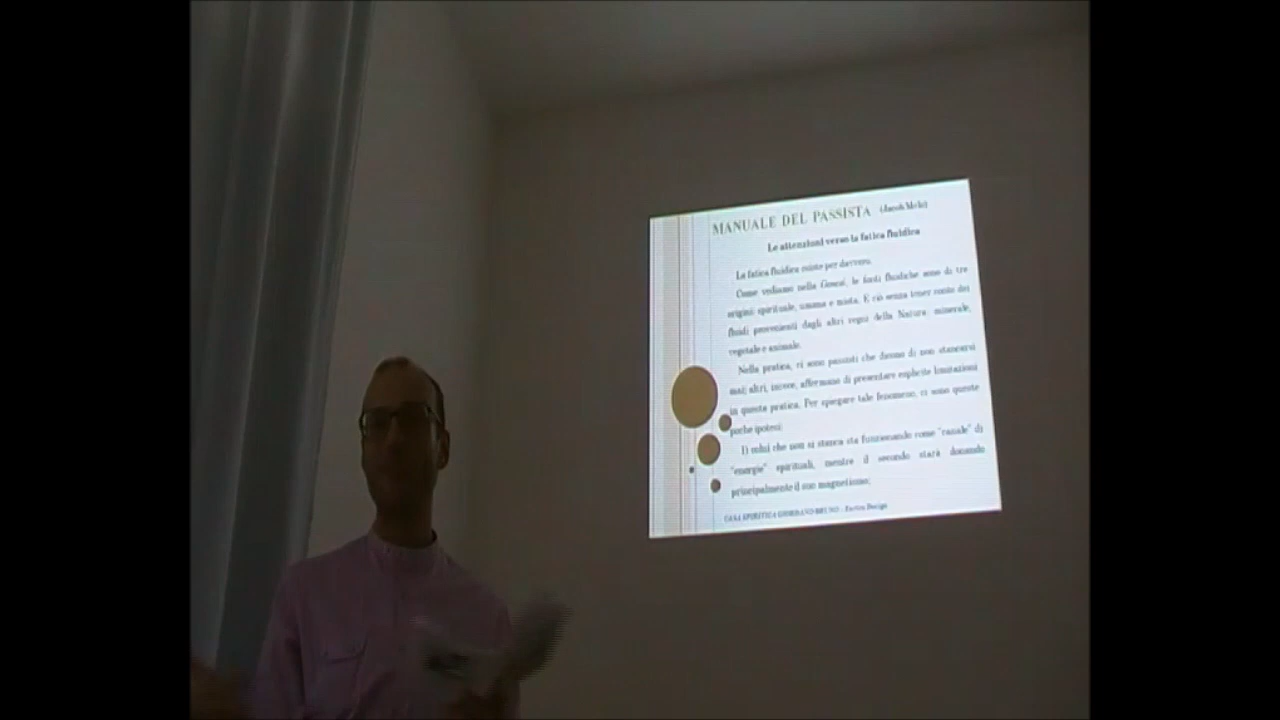 MANUALE DEL PASSISTA (Jacob Melo)
Le attenzioni verso la fatica fluidica
La fatica fluidica esiste per davvero.
Come vediamo nella Genesi, le fonti fluidiche sono di tre
origini: spirituale, umana e mista. E ciò senza tener conto dei
fluidi provenienti dagli altri regni della Natura: minerale,
vegetale e animale.
Nella pratica, ci sono passisti che dicono di non stancarsi
mai; altri, invece, affermano di presentare esplicite limitazioni
in questa pratica. Per spiegare tale fenomeno, ci sono queste
poche ipotesi:
1) colui che non si stanca sta funzionando come "canale" di
"energie" spirituali, mentre il secondo starà donando
principalmente il suo magnetismo;
CASA SPIRITICA GIORDANO BRUNO - Enrico